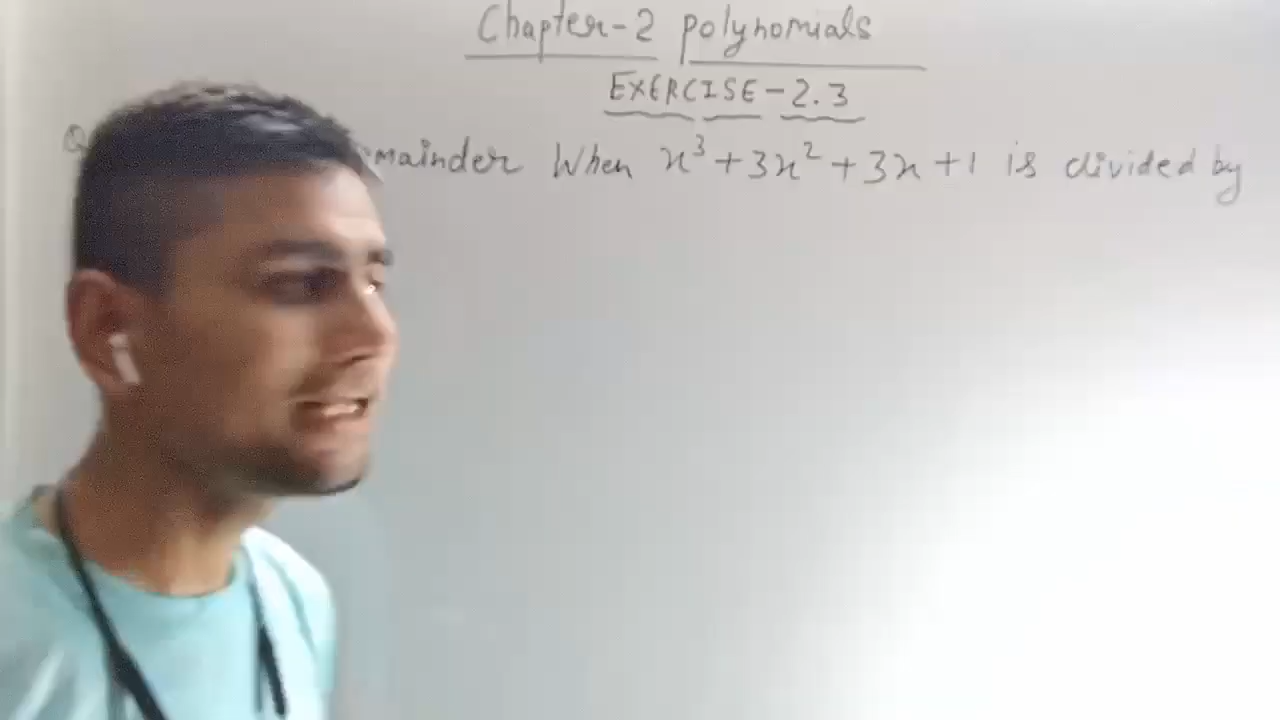 Chapter-2 polynomials
EXERCISE-2.3
Q mainder When x³ + 3x² + 3x + 1 is divided by